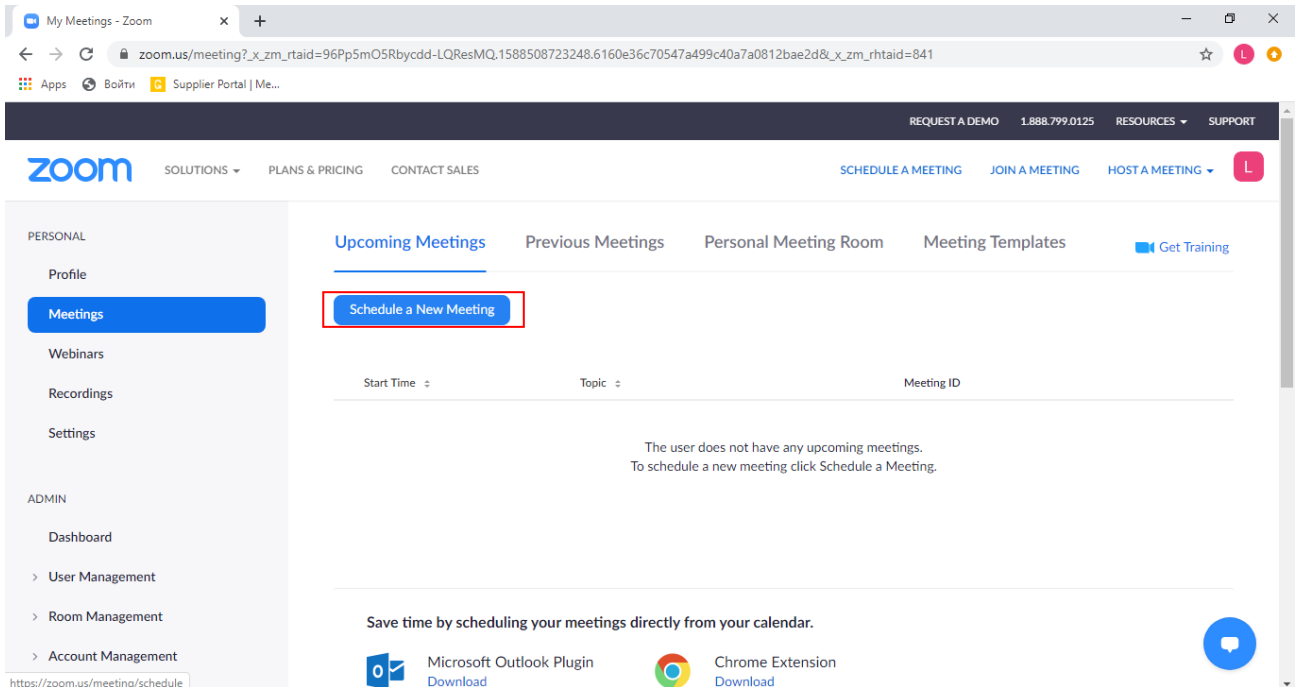 My Meetings - Zoom
zoom.us/meeting?_x_zm_rtaid=96Pp5mO5Rbycdd-LQResMQ.1588508723248.6160e36c70547a499c40a7a0812bae2d&_x_zm_rhtaid=841
L
Apps Войти G Supplier Portal | Me...
REQUEST A DEMO 1.888.799.0125 RESOURCES SUPPORT
zoom SOLUTIONS PLANS & PRICING CONTACT SALES SCHEDULE A MEETING JOIN A MEETING HOST A MEETING L
PERSONAL
Profile
Meetings
Webinars
Recordings
Settings
ADMIN
Dashboard
User Management
Room Management
Account Management
https://zoom.us/meeting/schedule
Upcoming Meetings Previous Meetings Personal Meeting Room Meeting Templates Get Training
Schedule a New Meeting
Start Time Topic Meeting ID
The user does not have any upcoming meetings.
To schedule a new meeting click Schedule a Meeting.
Save time by scheduling your meetings directly from your calendar.
Microsoft Outlook Plugin
Download
Chrome Extension
Download